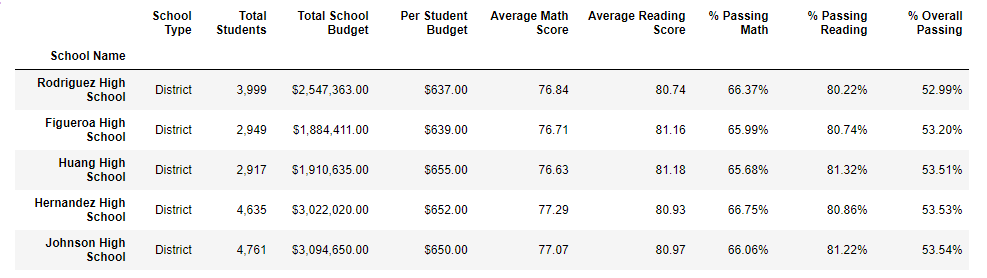 School Type Total Students Total School Budget Per Student Budget Average Math Score Average Reading Score % Passing Math % Passing Reading % Overall Passing
School Name
Rodriguez High School District 3,999 $2,547,363.00 $637.00 76.84 80.74 66.37% 80.22% 52.99%
Figueroa High School District 2,949 $1,884,411.00 $639.00 76.71 81.16 65.99% 80.74% 53.20%
Huang High School District 2,917 $1,910,635.00 $655.00 76.63 81.18 65.68% 81.32% 53.51%
Hernandez High School District 4,635 $3,022,020.00 $652.00 77.29 80.93 66.75% 80.86% 53.53%
Johnson High School District 4,761 $3,094,650.00 $650.00 77.07 80.97 66.06% 81.22% 53.54%